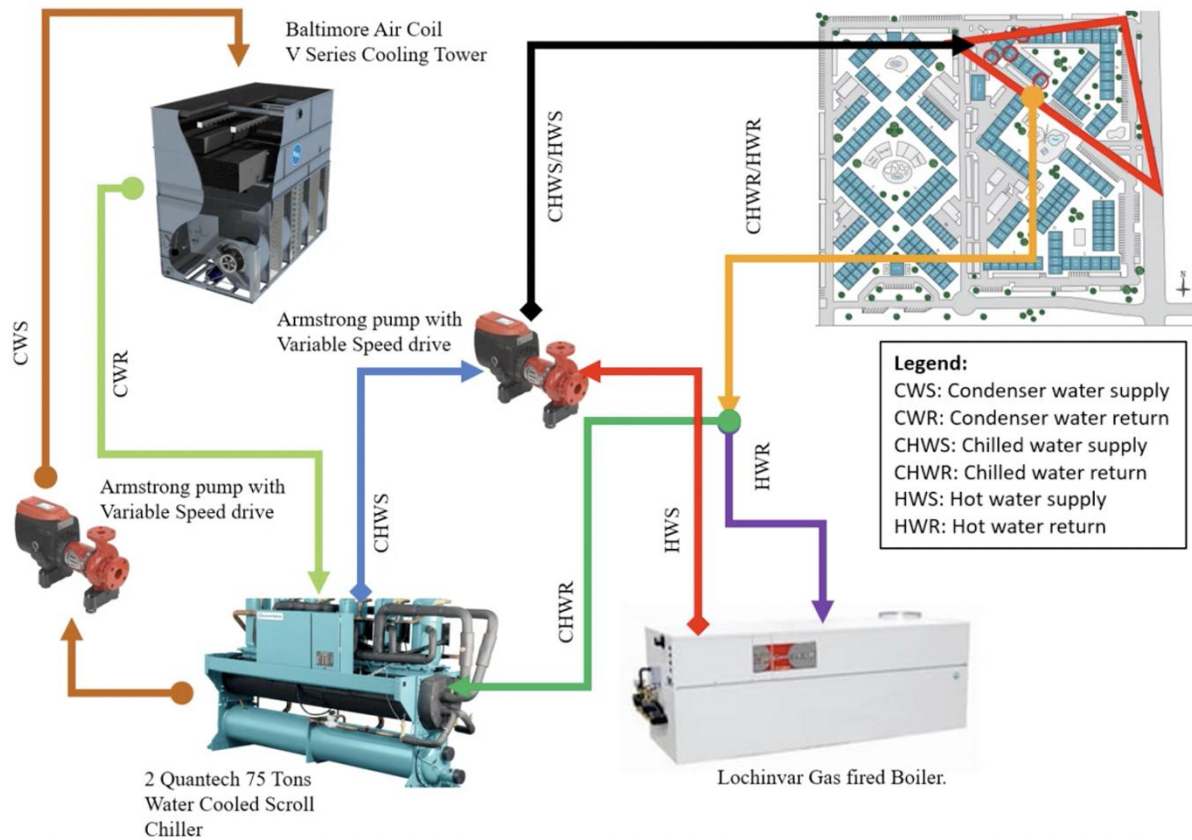 Baltimore Air Coil
V Series Cooling Tower
CHWS/HWS
CHWR/HWR
N
CWS
CWR
Armstrong pump with
Variable Speed drive
Legend:
CWS: Condenser water supply
CWR: Condenser water return
CHWS: Chilled water supply
CHWR: Chilled water return
HWS: Hot water supply
HWR: Hot water return
Armstrong pump with
Variable Speed drive
CHWS
HWS
HWR
CHWR
2 Quantech 75 Tons
Water Cooled Scroll
Chiller
Lochinvar Gas fired Boiler.